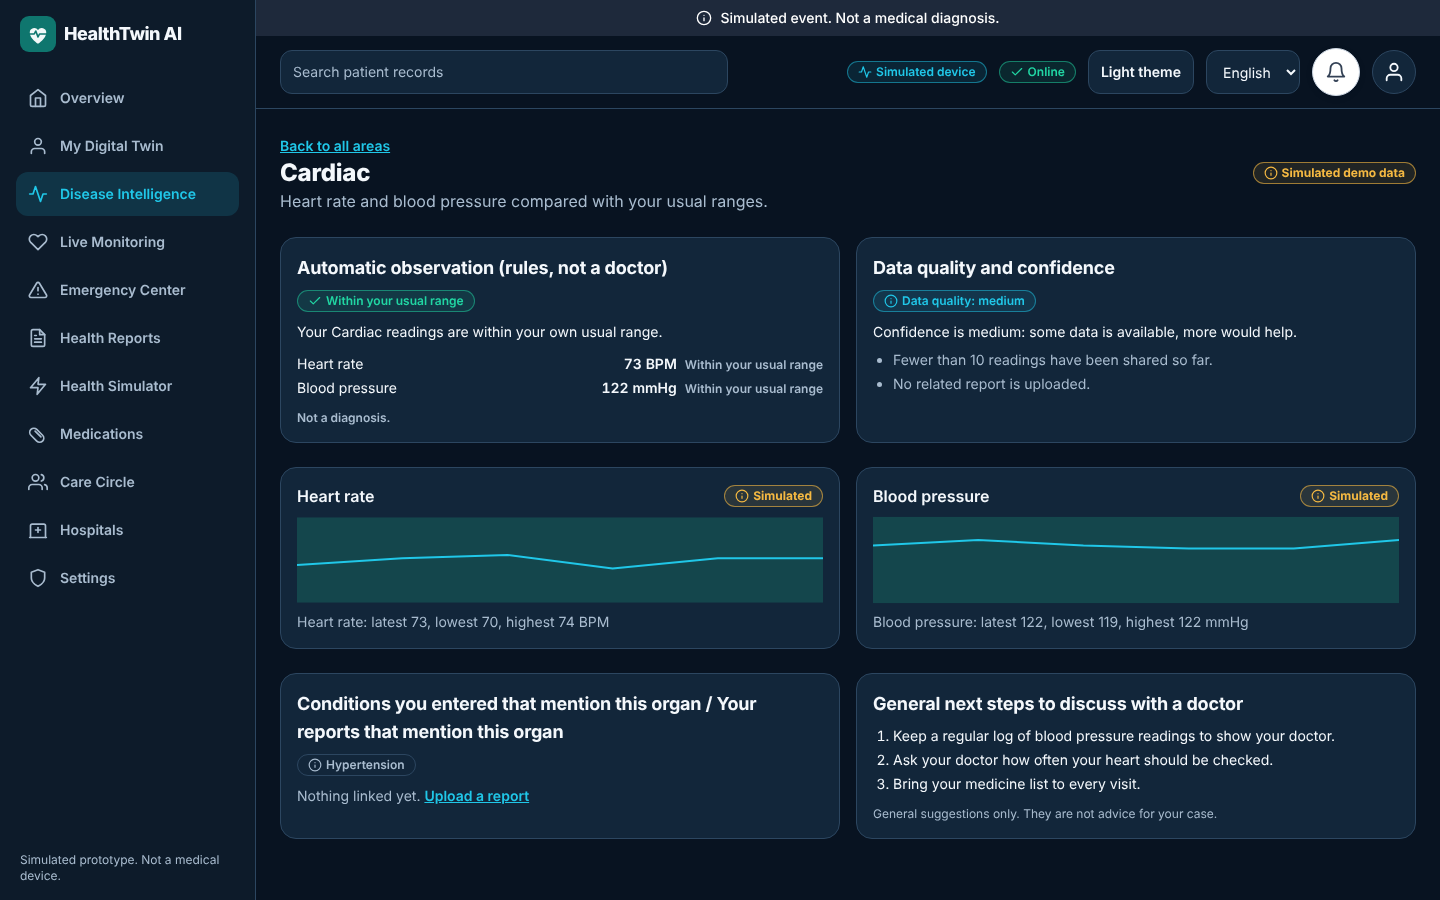 HealthTwin AI
Overview
My Digital Twin
Disease Intelligence
Live Monitoring
Emergency Center
Health Reports
Health Simulator
Medications
Care Circle
Hospitals
Settings
Simulated prototype. Not a medical
device.
Simulated event. Not a medical diagnosis.
Search patient records
Simulated device
Online
Light theme
English
Back to all areas
Cardiac
Simulated demo data
Heart rate and blood pressure compared with your usual ranges.
Automatic observation (rules, not a doctor)
Within your usual range
Your Cardiac readings are within your own usual range.
Heart rate 73 BPM Within your usual range
Blood pressure 122 mmHg Within your usual range
Not a diagnosis.
Data quality and confidence
Data quality: medium
Confidence is medium: some data is available, more would help.
• Fewer than 10 readings have been shared so far.
• No related report is uploaded.
Heart rate
Simulated
Heart rate: latest 73, lowest 70, highest 74 BPM
Blood pressure
Simulated
Blood pressure: latest 122, lowest 119, highest 122 mmHg
Conditions you entered that mention this organ / Your
reports that mention this organ
Hypertension
Nothing linked yet. Upload a report
General next steps to discuss with a doctor
1. Keep a regular log of blood pressure readings to show your doctor.
2. Ask your doctor how often your heart should be checked.
3. Bring your medicine list to every visit.
General suggestions only. They are not advice for your case.